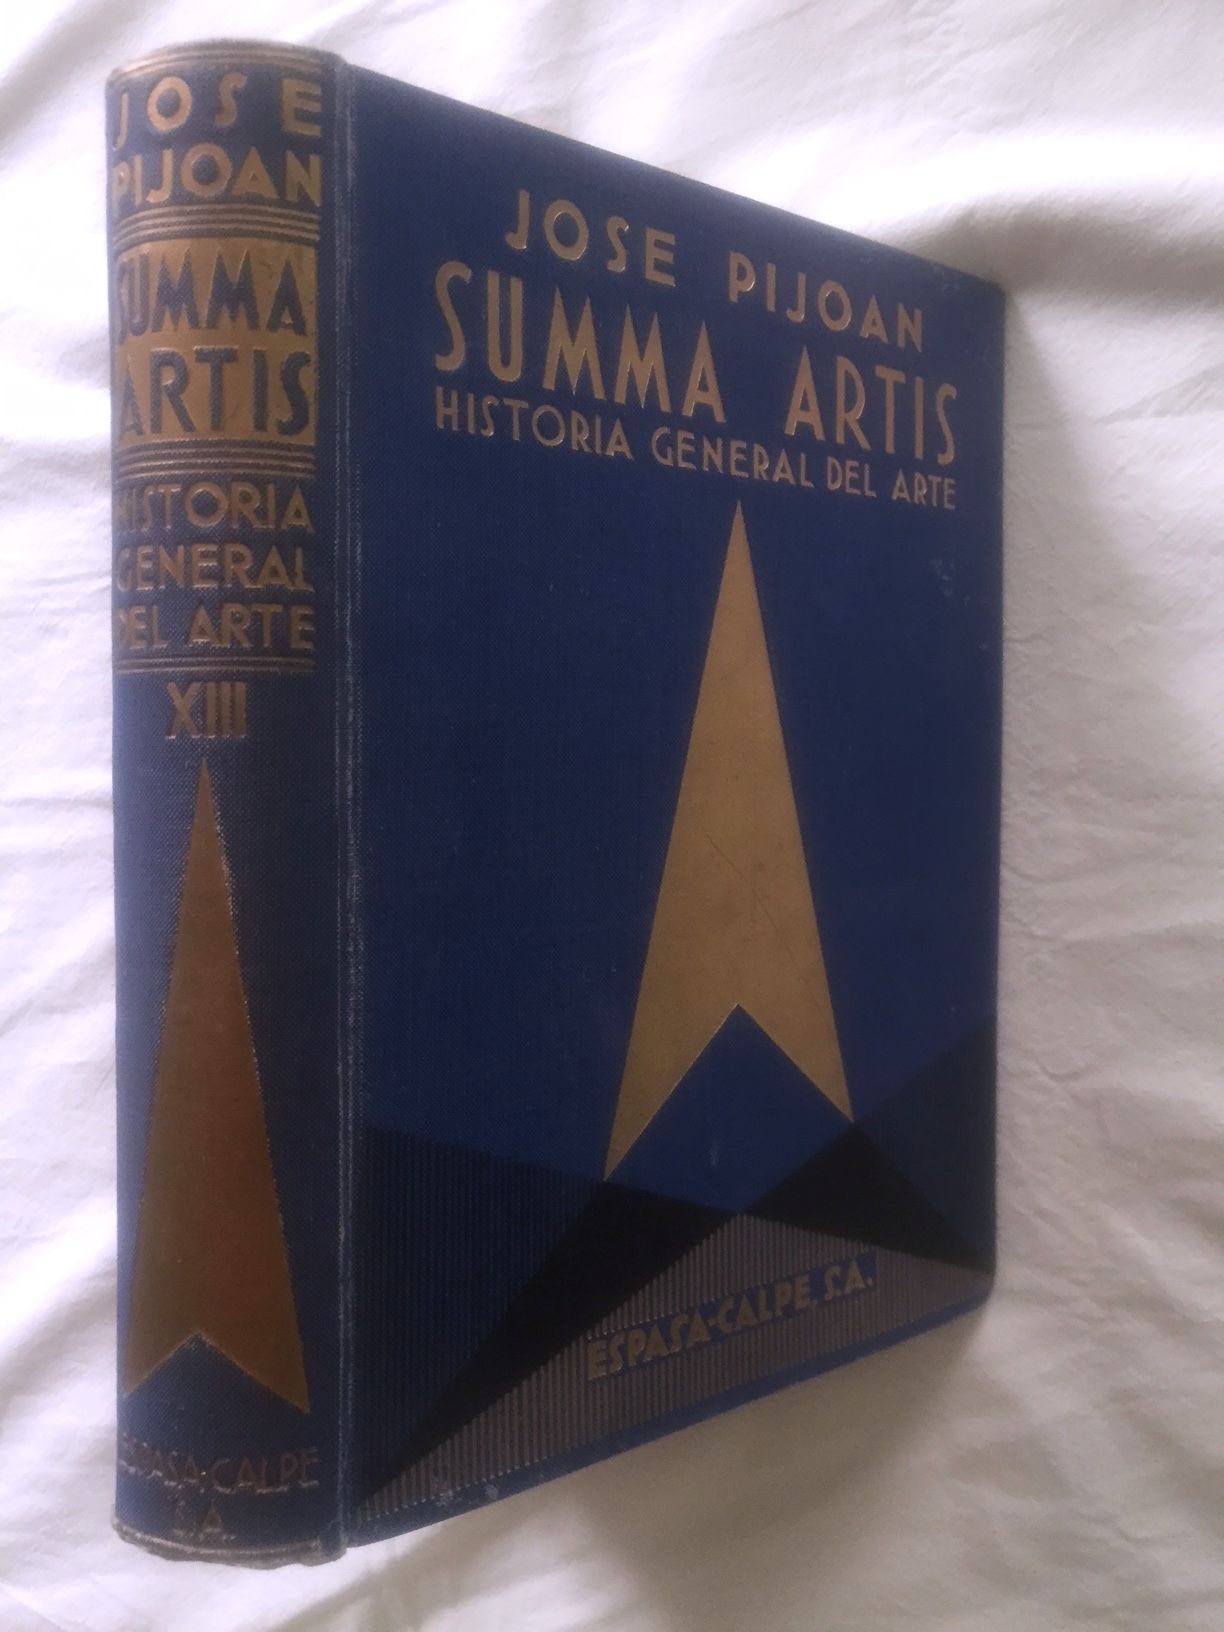 JOSE
PIJOAN
SUMMA
ARTIS
HISTORIA
GENERAL
DEL ARTE
XIII
ESPASA-CALPE
S.A.
JOSE PIJOAN
SUMMA ARTIS
HISTORIA GENERAL DEL ARTE
ESPASA-CALPE, S.A.